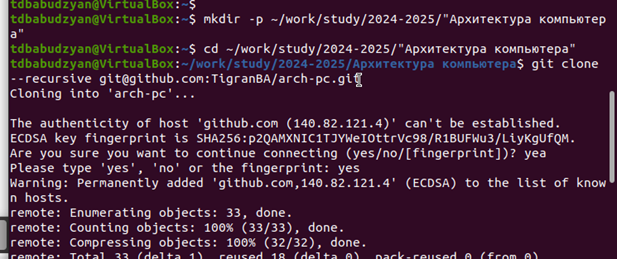 tdbabudzyan@VirtualBox:~$
tdbabudzyan@VirtualBox:~$ mkdir -p ~/work/study/2024-2025/"Архитектура компьютер
а"
tdbabudzyan@VirtualBox:~$ cd ~/work/study/2024-2025/"Архитектура компьютера"
tdbabudzyan@VirtualBox:~/work/study/2024-2025/Архитектура компьютера$ git clone
--recursive git@github.com:TigranBA/arch-pc.git
Cloning into 'arch-pc'...
The authenticity of host 'github.com (140.82.121.4)' can't be established.
ECDSA key fingerprint is SHA256:p2QAMXNIC1TJYWeIOttrVc98/R1BUFWu3/LiyKgUfQM.
Are you sure you want to continue connecting (yes/no/[fingerprint])? yea
Please type 'yes', 'no' or the fingerprint: yes
Warning: Permanently added 'github.com,140.82.121.4' (ECDSA) to the list of know
n hosts.
remote: Enumerating objects: 33, done.
remote: Counting objects: 100% (33/33), done.
remote: Compressing objects: 100% (32/32), done.
remote: Total 33 (delta 1), reused 18 (delta 0), pack-reused 0 (from 0)